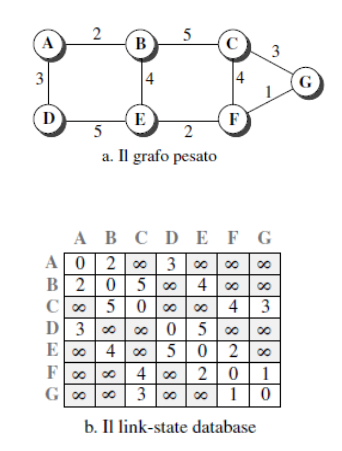 A 2 B 5 C 3
3 4 4 G
1
D 5 E 2 F
a. Il grafo pesato
A B C D E F G
A 0 2 ∞ 3 ∞ ∞ ∞
B 2 0 5 ∞ 4 ∞ ∞
C ∞ 5 0 ∞ ∞ 4 3
D 3 ∞ ∞ 0 5 ∞ ∞
E ∞ 4 ∞ 5 0 2 ∞
F ∞ ∞ 4 ∞ 2 0 1
G ∞ ∞ 3 ∞ ∞ 1 0
b. Il link-state database